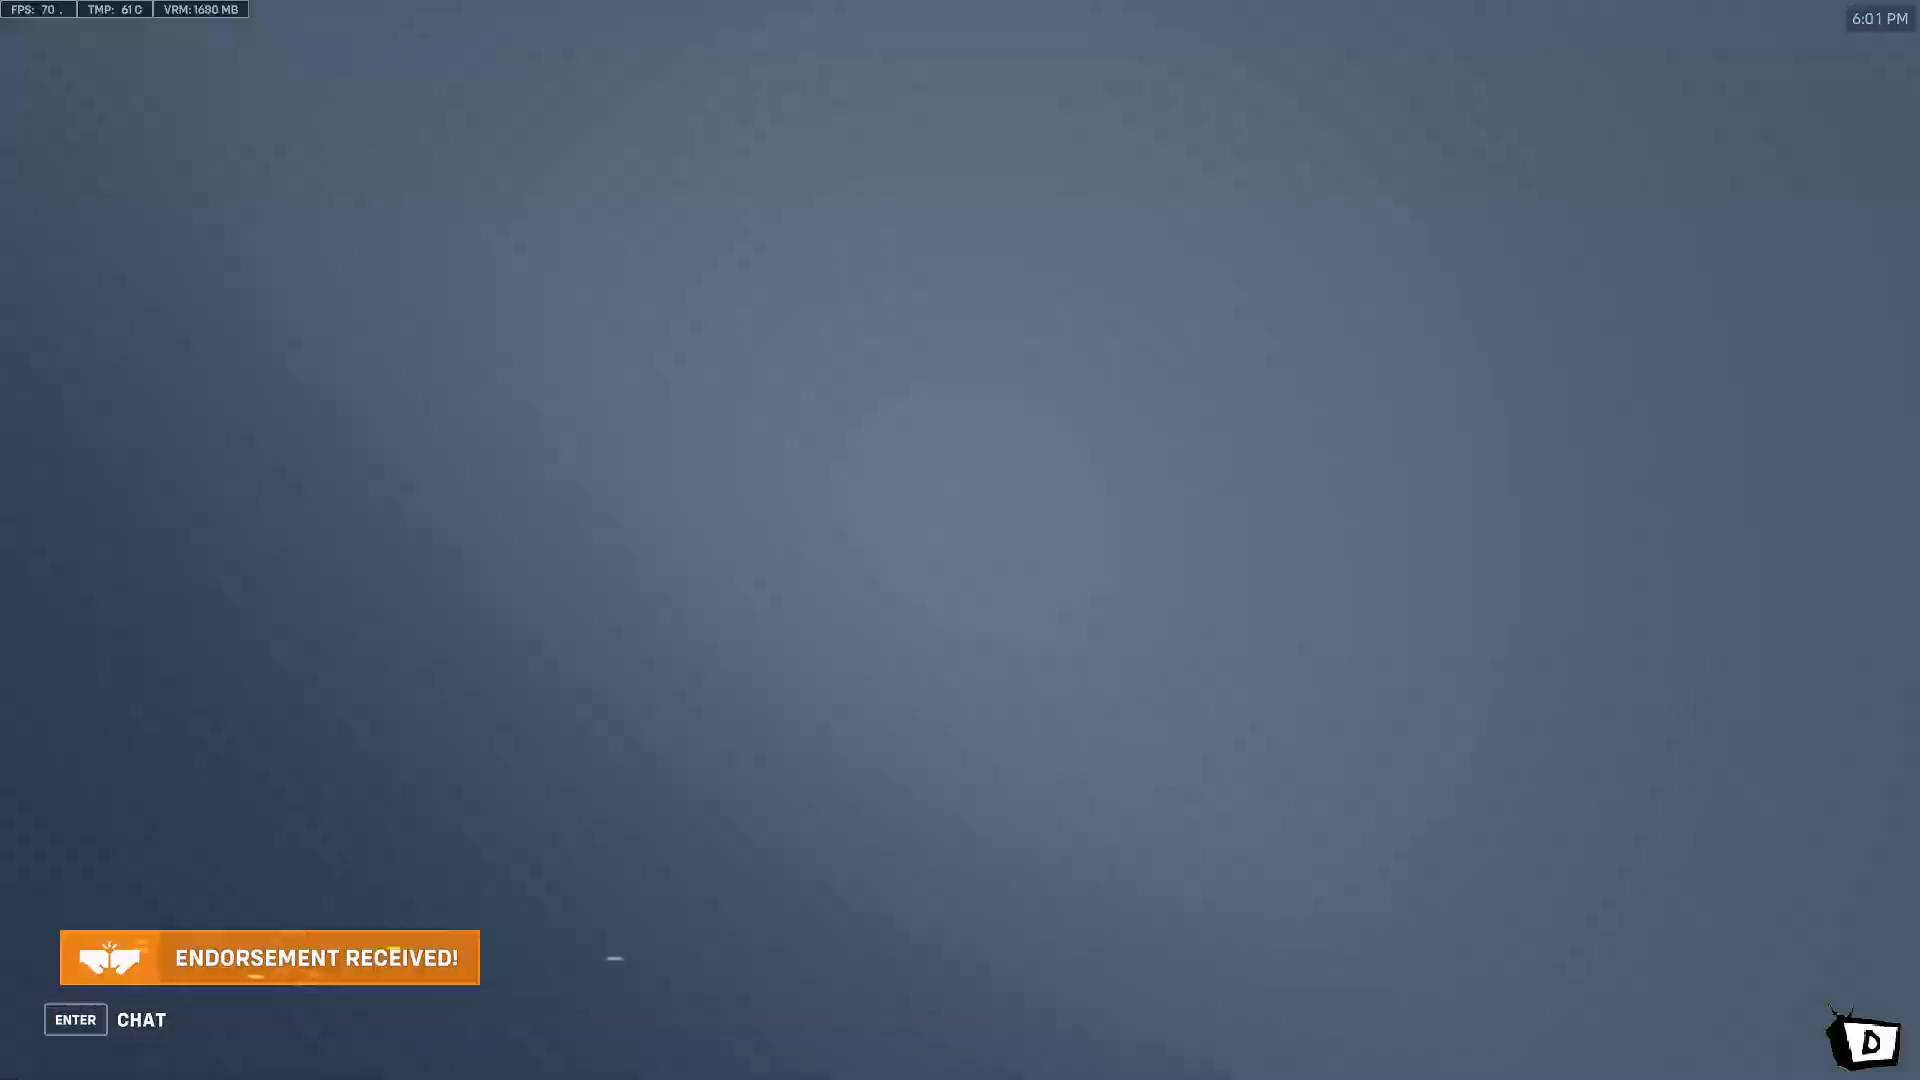 FPS: 70 . TMP: 61 C VRM: 1680 MB
6:01 PM
ENDORSEMENT RECEIVED!
ENTER CHAT
D